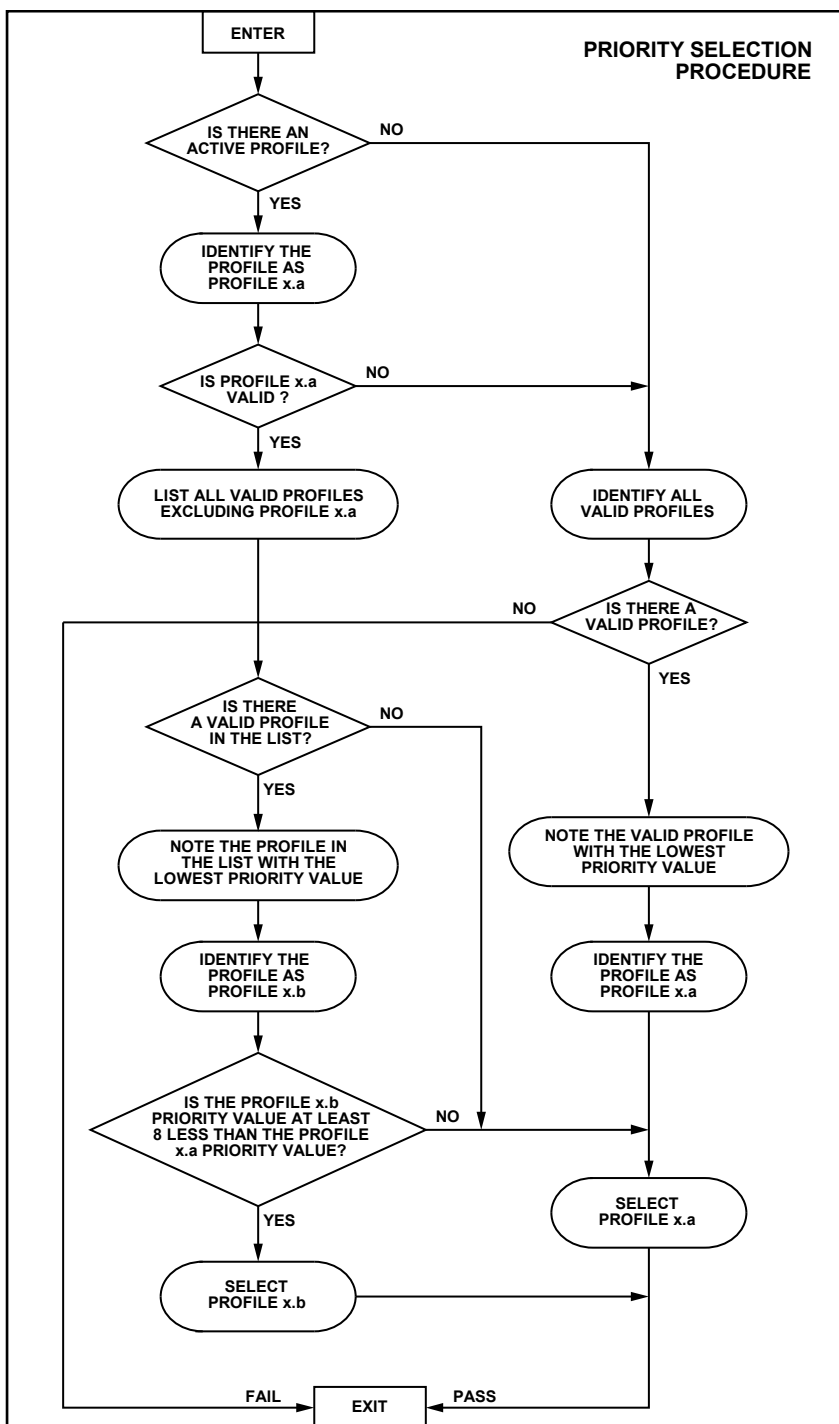 ENTER
PRIORITY SELECTION
PROCEDURE
IS THERE AN
ACTIVE PROFILE?
NO
YES
IDENTIFY THE
PROFILE AS
PROFILE x.a
IS PROFILE x.a
VALID ?
NO
YES
LIST ALL VALID PROFILES
EXCLUDING PROFILE x.a
IDENTIFY ALL
VALID PROFILES
NO
IS THERE A
VALID PROFILE?
YES
IS THERE
A VALID PROFILE
IN THE LIST?
NO
YES
NOTE THE PROFILE IN
THE LIST WITH THE
LOWEST PRIORITY VALUE
NOTE THE VALID PROFILE
WITH THE LOWEST
PRIORITY VALUE
IDENTIFY THE
PROFILE AS
PROFILE x.b
IDENTIFY THE
PROFILE AS
PROFILE x.a
IS THE PROFILE x.b
PRIORITY VALUE AT LEAST
8 LESS THAN THE PROFILE
x.a PRIORITY VALUE?
NO
YES
SELECT
PROFILE x.a
SELECT
PROFILE x.b
FAIL
EXIT
PASS